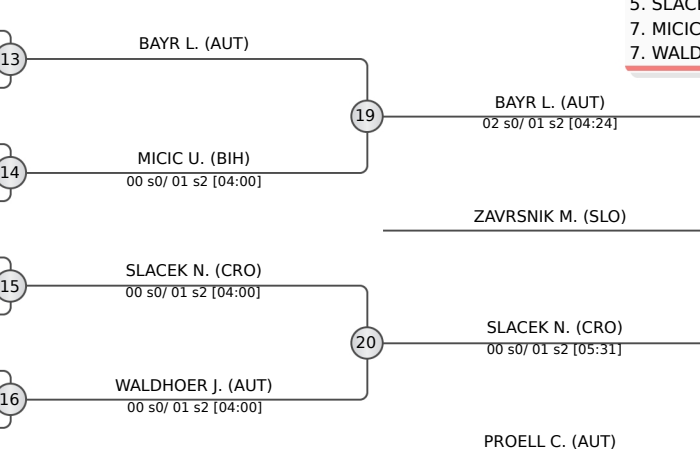 5. SLACE
7. MICIC
7. WALD
13
BAYR L. (AUT)
19
BAYR L. (AUT)
02 s0/ 01 s2 [04:24]
14
MICIC U. (BIH)
00 s0/ 01 s2 [04:00]
ZAVRSNIK M. (SLO)
15
SLACEK N. (CRO)
00 s0/ 01 s2 [04:00]
20
SLACEK N. (CRO)
00 s0/ 01 s2 [05:31]
16
WALDHOER J. (AUT)
00 s0/ 01 s2 [04:00]
PROELL C. (AUT)